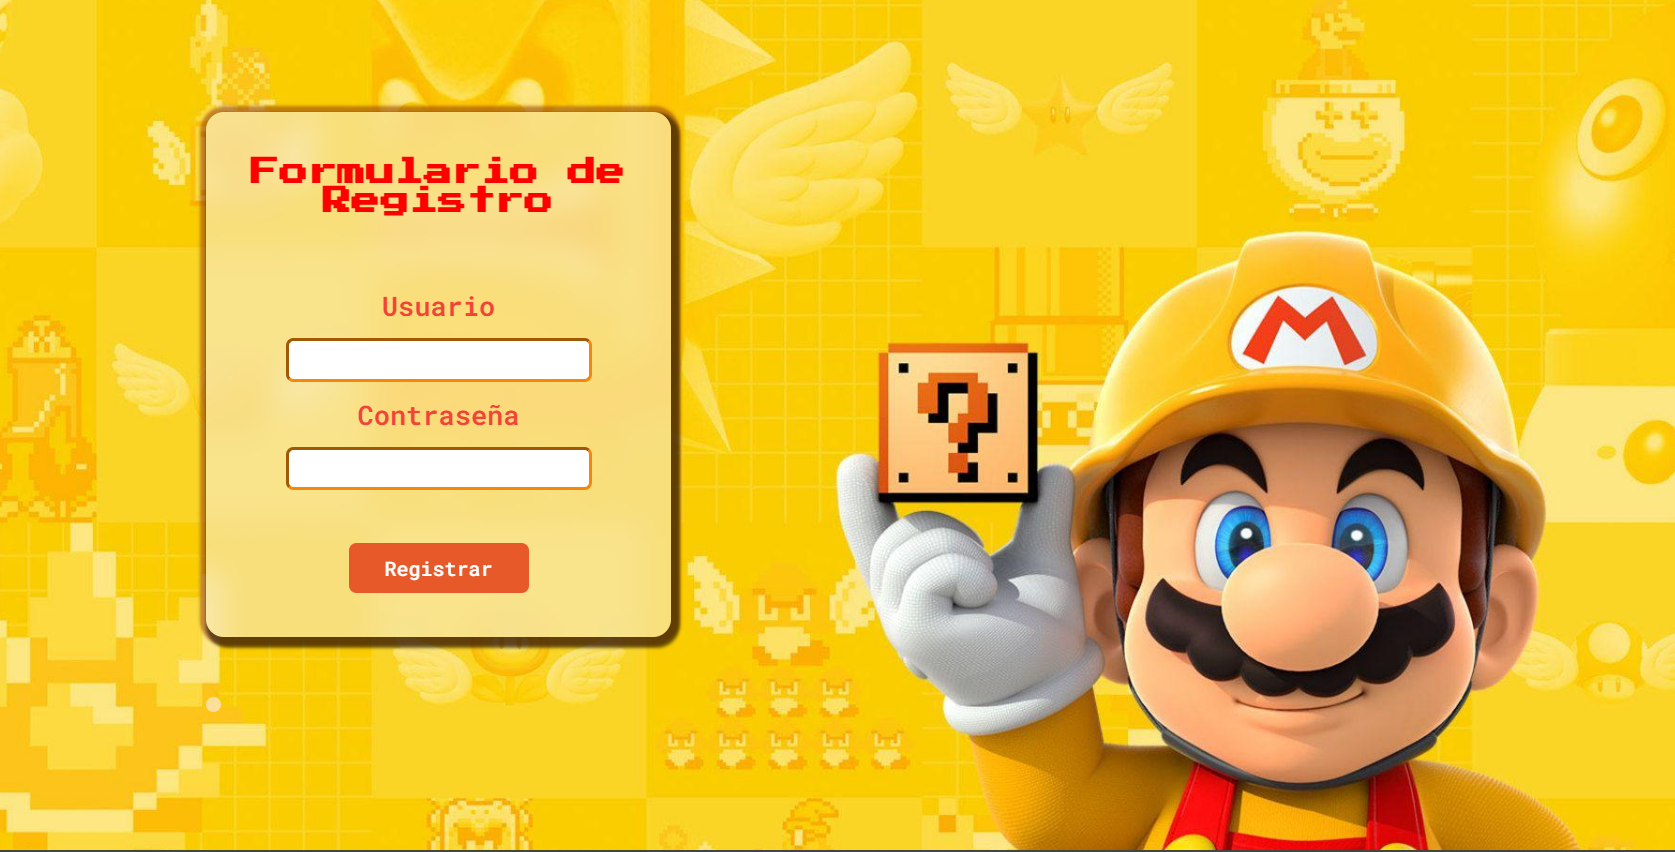 Formulario de
Registro
Usuario
Contraseña
Registrar
M
?